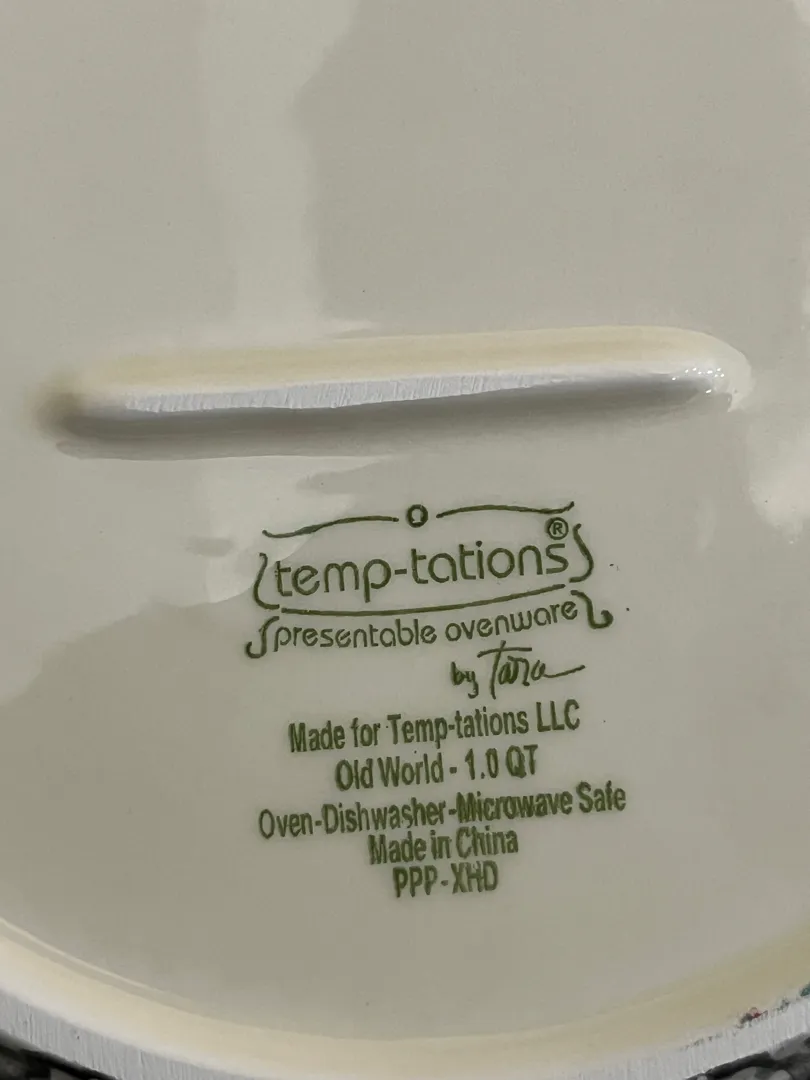 temp-tations®
presentable ovenware
by Tara
Made for Temp-tations LLC
Old World - 1.0 QT
Oven-Dishwasher-Microwave Safe
Made in China
PPP-XHD